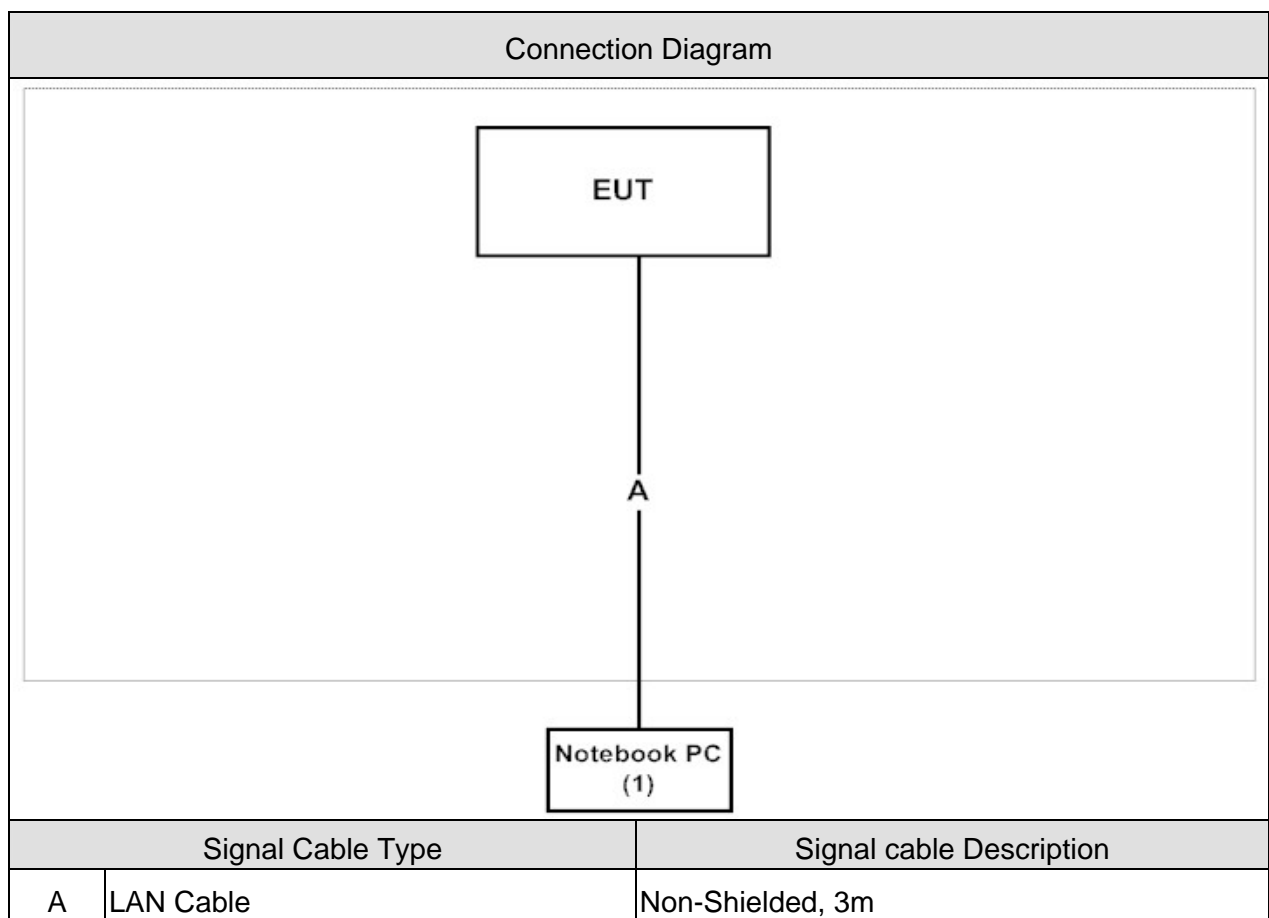 Connection Diagram
EUT
A
Notebook PC
(1)
Signal Cable Type
Signal cable Description
A
LAN Cable
Non-Shielded, 3m